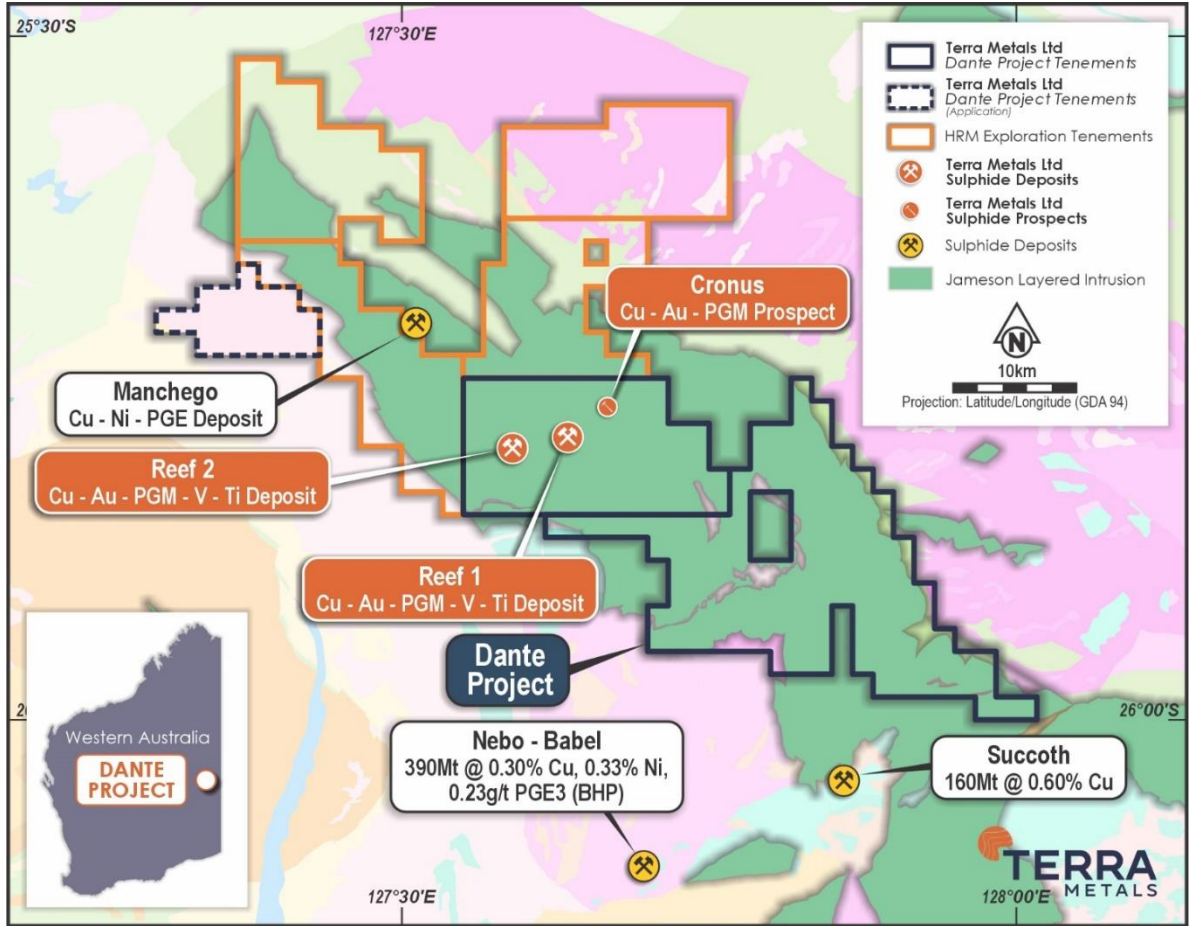 25°30'S
127°30'E
Terra Metals Ltd
Dante Project Tenements
Terra Metals Ltd
Dante Project Tenements
(Application)
HRM Exploration Tenements
Terra Metals Ltd
Sulphide Deposits
Terra Metals Ltd
Sulphide Prospects
Sulphide Deposits
Jameson Layered Intrusion
N
10km
Projection: Latitude/Longitude (GDA 94)
Cronus
Cu - Au - PGM Prospect
Manchego
Cu - Ni - PGE Deposit
Reef 2
Cu - Au - PGM - V - Ti Deposit
Reef 1
Cu - Au - PGM - V - Ti Deposit
Dante
Project
26°00'S
Western Australia
DANTE
PROJECT
Nebo - Babel
390Mt @ 0.30% Cu, 0.33% Ni,
0.23g/t PGE3 (BHP)
Succoth
160Mt @ 0.60% Cu
TERRA
METALS
127°30'E
128°00'E